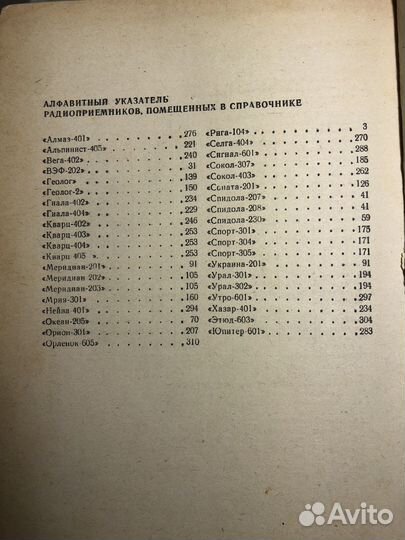 АЛФАВИТНЫЙ УКАЗАТЕЛЬ
РАДИОПРИЕМНИКОВ, ПОМЕЩЕННЫХ В СПРАВОЧНИКЕ
«Алмаз-401» . . . . . . . 276
«Альпинист-405» . . . . . . . 221
«Вега-402» . . . . . . . 240
«ВЭФ-202» . . . . . . . 31
«Геолог» . . . . . . . 139
«Геолог-2» . . . . . . . 150
«Гиала-402» . . . . . . . 234
«Гиала-404» . . . . . . . 229
«Кварц-402» . . . . . . . 246
«Кварц-403» . . . . . . . 253
«Кварц-404» . . . . . . . 253
«Кварц 405» . . . . . . . 253
«Меридиан-201» . . . . . . . 91
«Меридиан 202» . . . . . . . 105
«Меридиан-203» . . . . . . . 105
«Мрия-301» . . . . . . . 160
«Нейва 401» . . . . . . . 294
«Океан-205» . . . . . . . 70
«Орион-301» . . . . . . . 207
«Орленок-605» . . . . . . . 310
«Рига-104» . . . . . . . 3
«Селга-404» . . . . . . . 270
«Сигнал-601» . . . . . . . 288
«Сокол-307» . . . . . . . 185
«Сокол-403» . . . . . . . 262
«Соната-201» . . . . . . . 126
«Спидола-207» . . . . . . . 41
«Спидола-208» . . . . . . . 41
«Спидола-230» . . . . . . . 59
«Спорт-301» . . . . . . . 175
«Спорт-304» . . . . . . . 171
«Спорт-305» . . . . . . . 171
«Украина-201» . . . . . . . 91
«Урал-301» . . . . . . . 194
«Урал-302» . . . . . . . 194
«Утро-601» . . . . . . . 297
«Хазар-401» . . . . . . . 234
«Этюд-603» . . . . . . . 304
«Юпитер-601» . . . . . . . 283
Avito